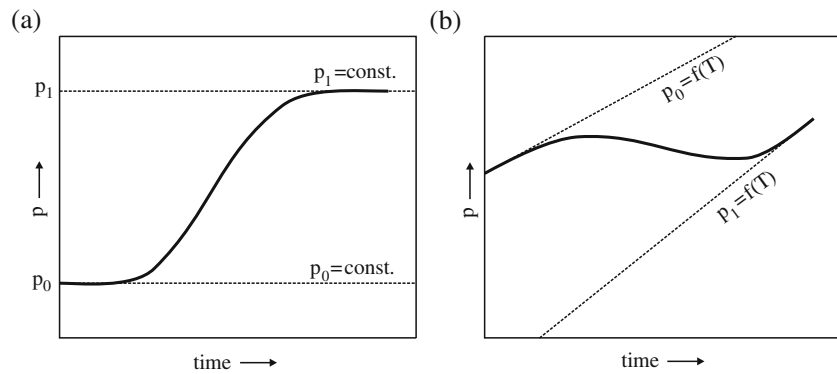 (a)
p₁
p₁=const.
p
p₀=const.
p₀
time
(b)
p₀=f(T)
p
p₁=f(T)
time